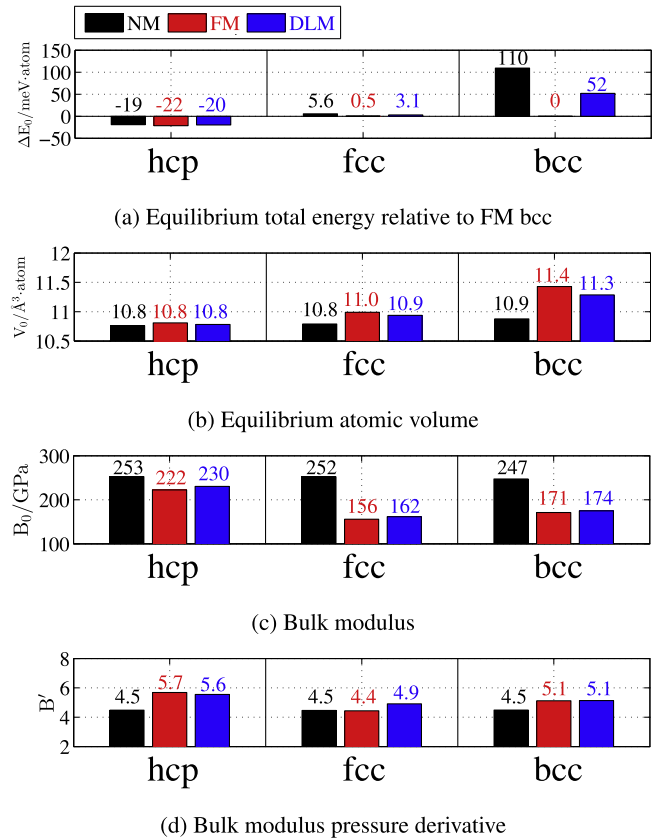 NM FM DLM
ΔE₀/meV·atom
150
100
50
0
−50
-19 -22 -20 5.6 0.5 3.1 110 0 52
hcp fcc bcc
(a) Equilibrium total energy relative to FM bcc
V₀/Å³·atom
12
11.5
11
10.5
10.8 10.8 10.8 10.8 11.0 10.9 10.9 11.4 11.3
hcp fcc bcc
(b) Equilibrium atomic volume
B₀/GPa
300
200
100
253 222 230 252 156 162 247 171 174
hcp fcc bcc
(c) Bulk modulus
B′
8
6
4
2
4.5 5.7 5.6 4.5 4.4 4.9 4.5 5.1 5.1
hcp fcc bcc
(d) Bulk modulus pressure derivative